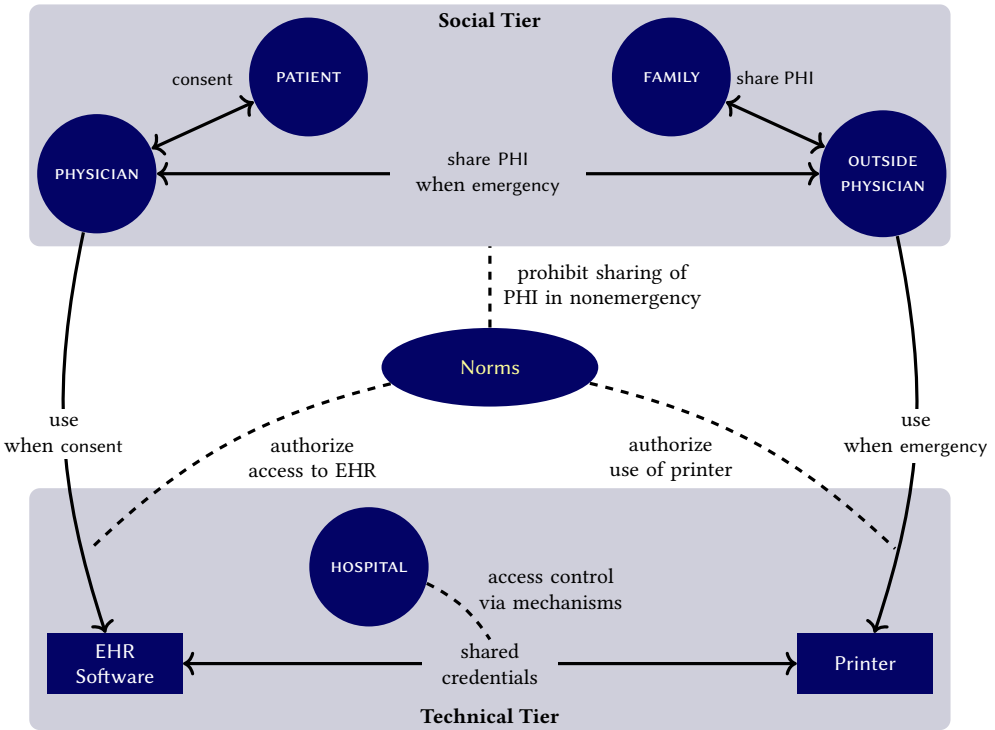 Social Tier
consent
PATIENT
FAMILY
share PHI
PHYSICIAN
share PHI
when emergency
OUTSIDE
PHYSICIAN
prohibit sharing of
PHI in nonemergency
Norms
use
when consent
authorize
access to EHR
authorize
use of printer
use
when emergency
HOSPITAL
access control
via mechanisms
EHR
Software
shared
credentials
Printer
Technical Tier